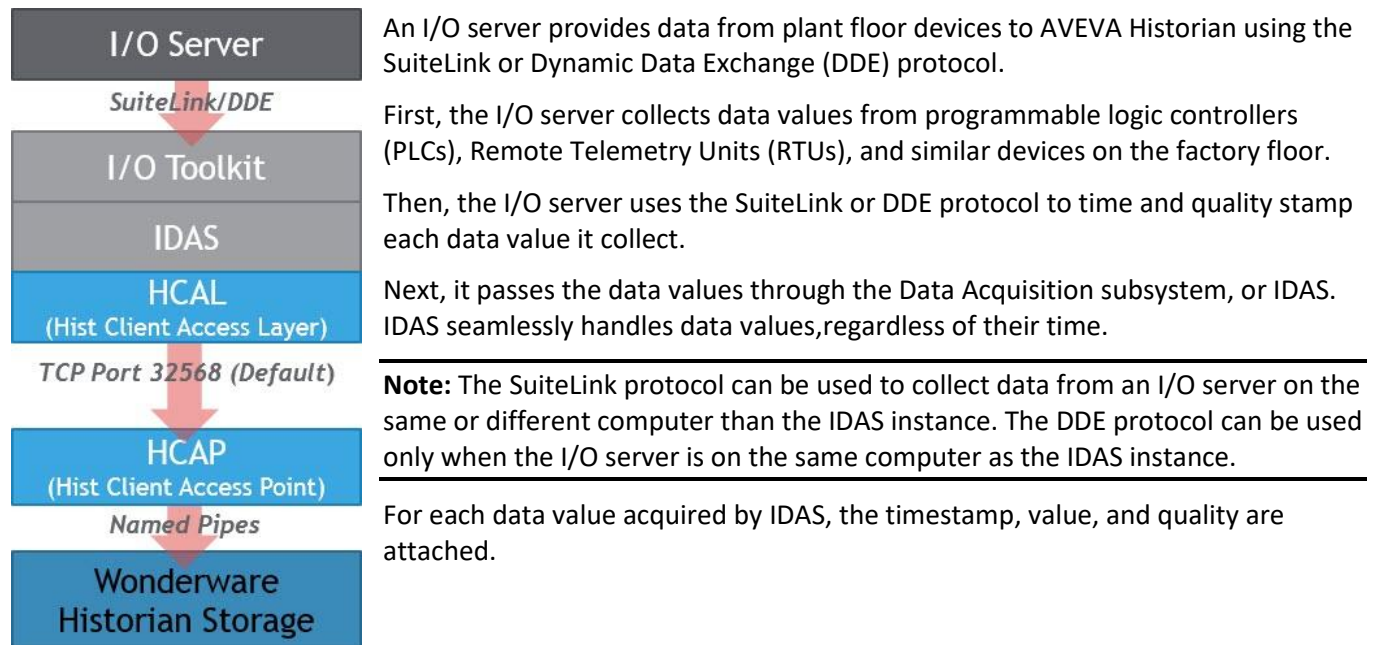 I/O Server
SuiteLink/DDE
I/O Toolkit
IDAS
HCAL
(Hist Client Access Layer)
TCP Port 32568 (Default)
HCAP
(Hist Client Access Point)
Named Pipes
Wonderware
Historian Storage
An I/O server provides data from plant floor devices to AVEVA Historian using the
SuiteLink or Dynamic Data Exchange (DDE) protocol.
First, the I/O server collects data values from programmable logic controllers
(PLCs), Remote Telemetry Units (RTUs), and similar devices on the factory floor.
Then, the I/O server uses the SuiteLink or DDE protocol to time and quality stamp
each data value it collect.
Next, it passes the data values through the Data Acquisition subsystem, or IDAS.
IDAS seamlessly handles data values,regardless of their time.
Note: The SuiteLink protocol can be used to collect data from an I/O server on the
same or different computer than the IDAS instance. The DDE protocol can be used
only when the I/O server is on the same computer as the IDAS instance.
For each data value acquired by IDAS, the timestamp, value, and quality are
attached.